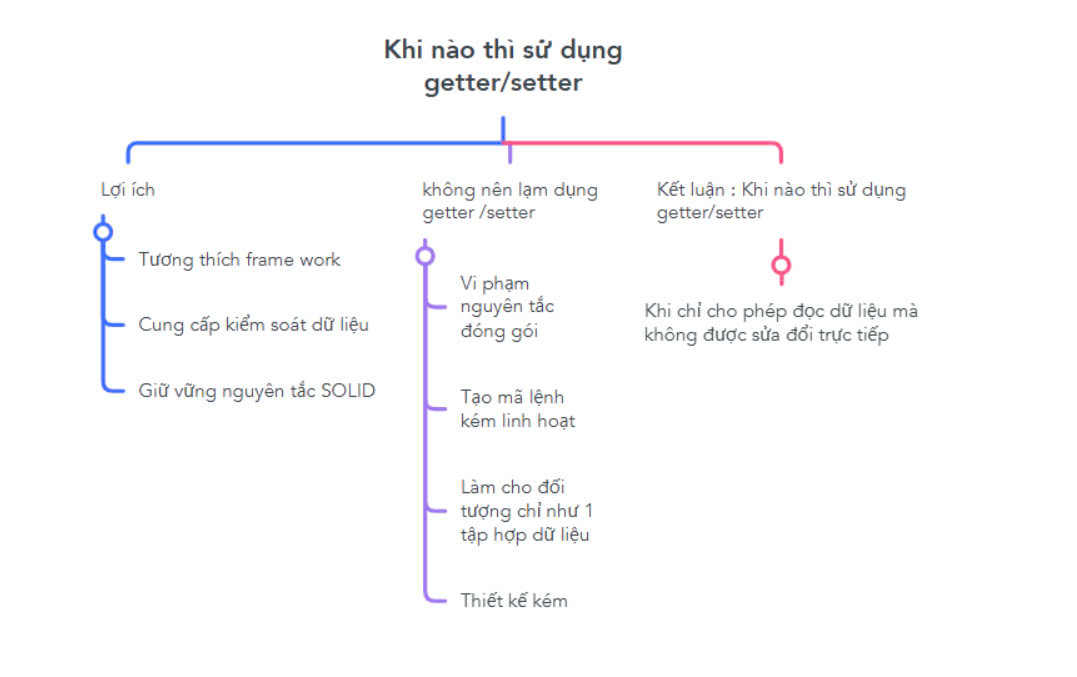 Khi nào thì sử dụng
getter/setter
Lợi ích
Tương thích frame work
Cung cấp kiểm soát dữ liệu
Giữ vững nguyên tắc SOLID
không nên lạm dụng
getter /setter
Vi phạm
nguyên tắc
đóng gói
Tạo mã lệnh
kém linh hoạt
Làm cho đối
tượng chỉ như 1
tập hợp dữ liệu
Thiết kế kém
Kết luận : Khi nào thì sử dụng
getter/setter
Khi chỉ cho phép đọc dữ liệu mà
không được sửa đổi trực tiếp